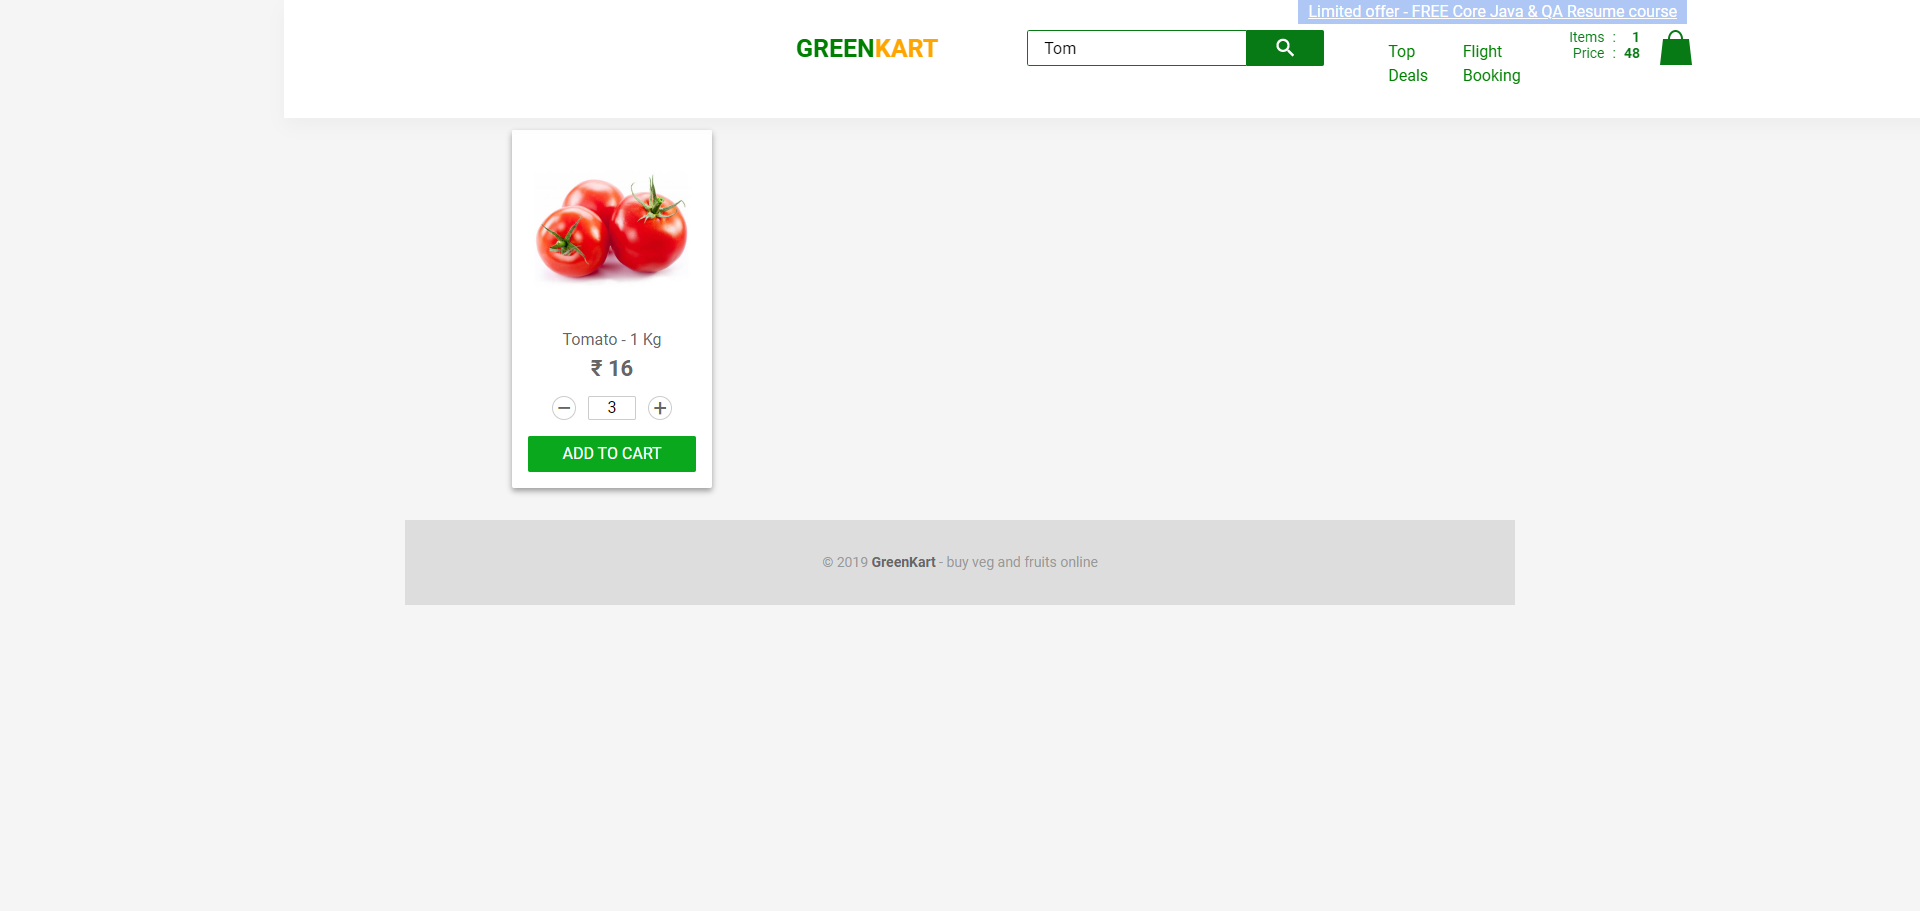 Limited offer - FREE Core Java & QA Resume course
GREENKART
Tom
Top
Deals
Flight
Booking
Items : 1
Price : 48
Tomato - 1 Kg
₹ 16
3
ADD TO CART
© 2019 GreenKart - buy veg and fruits online